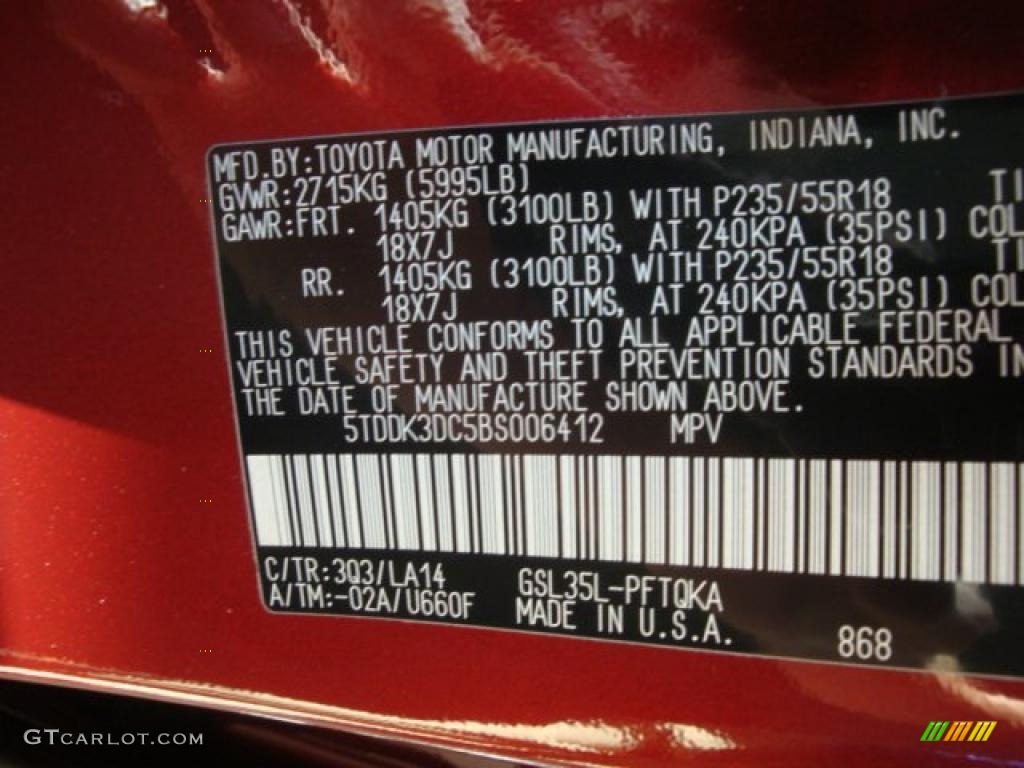 MFD.BY:TOYOTA MOTOR MANUFACTURING, INDIANA, INC.
GVWR:2715KG (5995LB)
GAWR:FRT. 1405KG (3100LB) WITH P235/55R18 TI
18X7J RIMS, AT 240KPA (35PSI) COL
RR. 1405KG (3100LB) WITH P235/55R18 TI
18X7J RIMS, AT 240KPA (35PSI) COL
THIS VEHICLE CONFORMS TO ALL APPLICABLE FEDERAL
VEHICLE SAFETY AND THEFT PREVENTION STANDARDS IN
THE DATE OF MANUFACTURE SHOWN ABOVE.
5TDDK3DC5BS006412 MPV
C/TR:3Q3/LA14 GSL35L-PFTQKA
A/TM:-02A/U660F MADE IN U.S.A.
868
GTCARLOT.COM